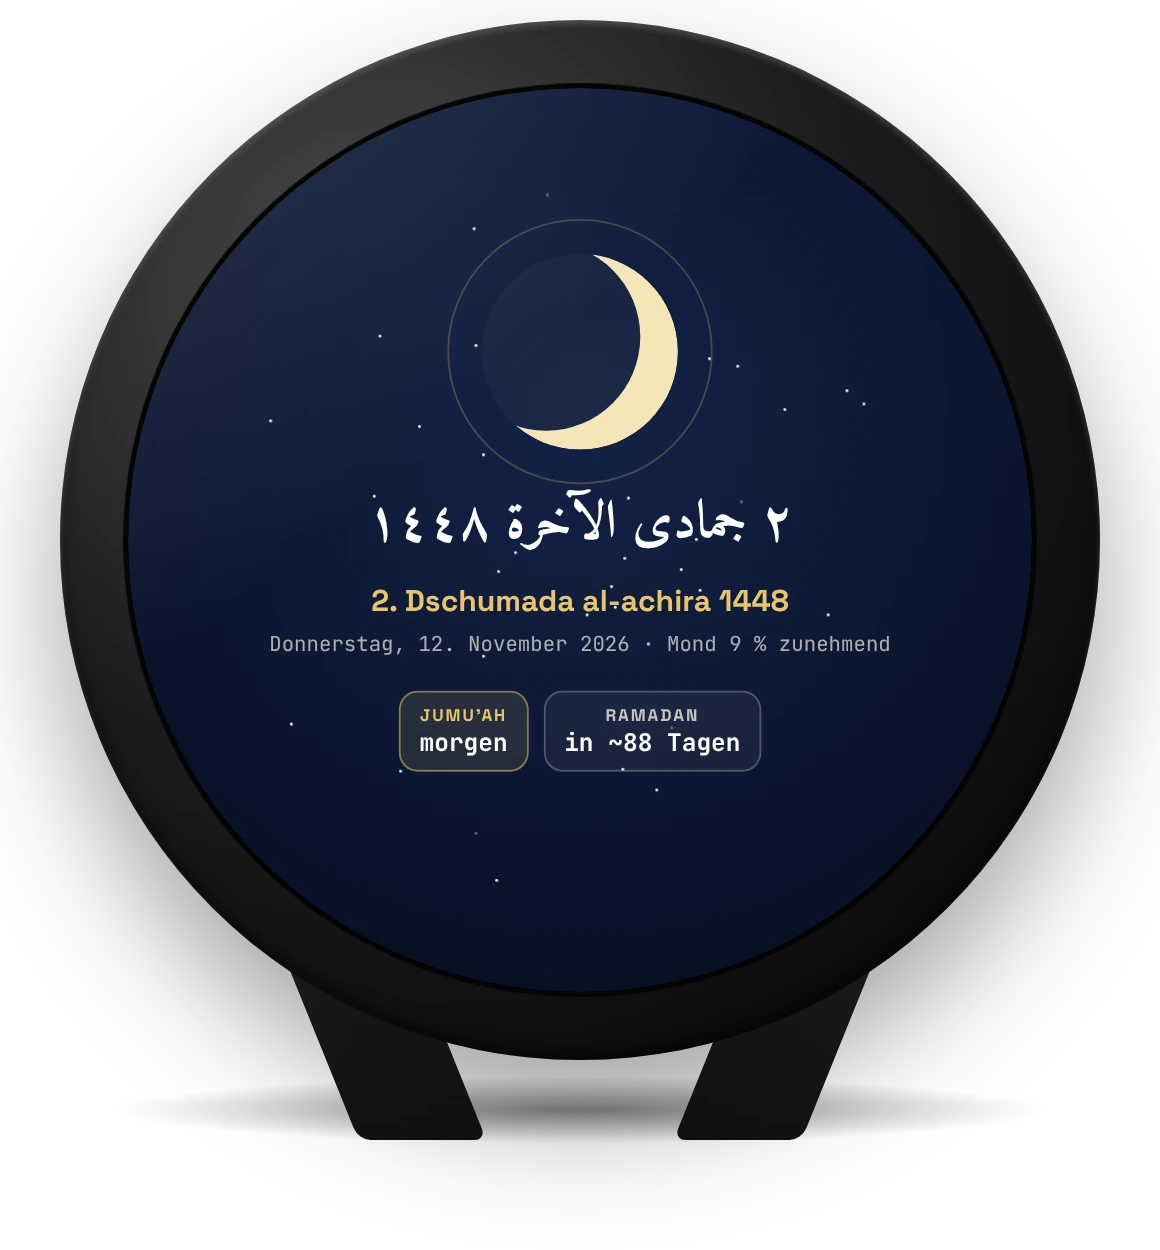 ٢ جمادى الآخرة ١٤٤٨
2. Dschumada al-achira 1448
Donnerstag, 12. November 2026 · Mond 9 % zunehmend
JUMU’AH
morgen
RAMADAN
in ~88 Tagen